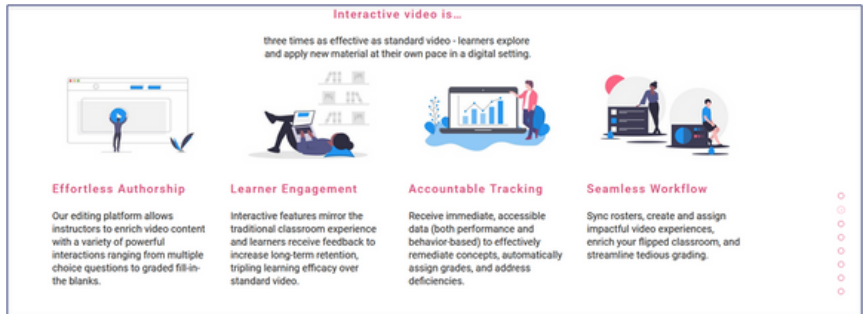 Interactive video is…
three times as effective as standard video - learners explore
and apply new material at their own pace in a digital setting.
Effortless Authorship
Our editing platform allows
instructors to enrich video content
with a variety of powerful
interactions ranging from multiple
choice questions to graded fill-in-
the blanks.
Learner Engagement
Interactive features mirror the
traditional classroom experience
and learners receive feedback to
increase long-term retention,
tripling learning efficacy over
standard video.
Accountable Tracking
Receive immediate, accessible
data (both performance and
behavior-based) to effectively
remediate concepts, automatically
assign grades, and address
deficiencies.
Seamless Workflow
Sync rosters, create and assign
impactful video experiences,
enrich your flipped classroom, and
streamline tedious grading.